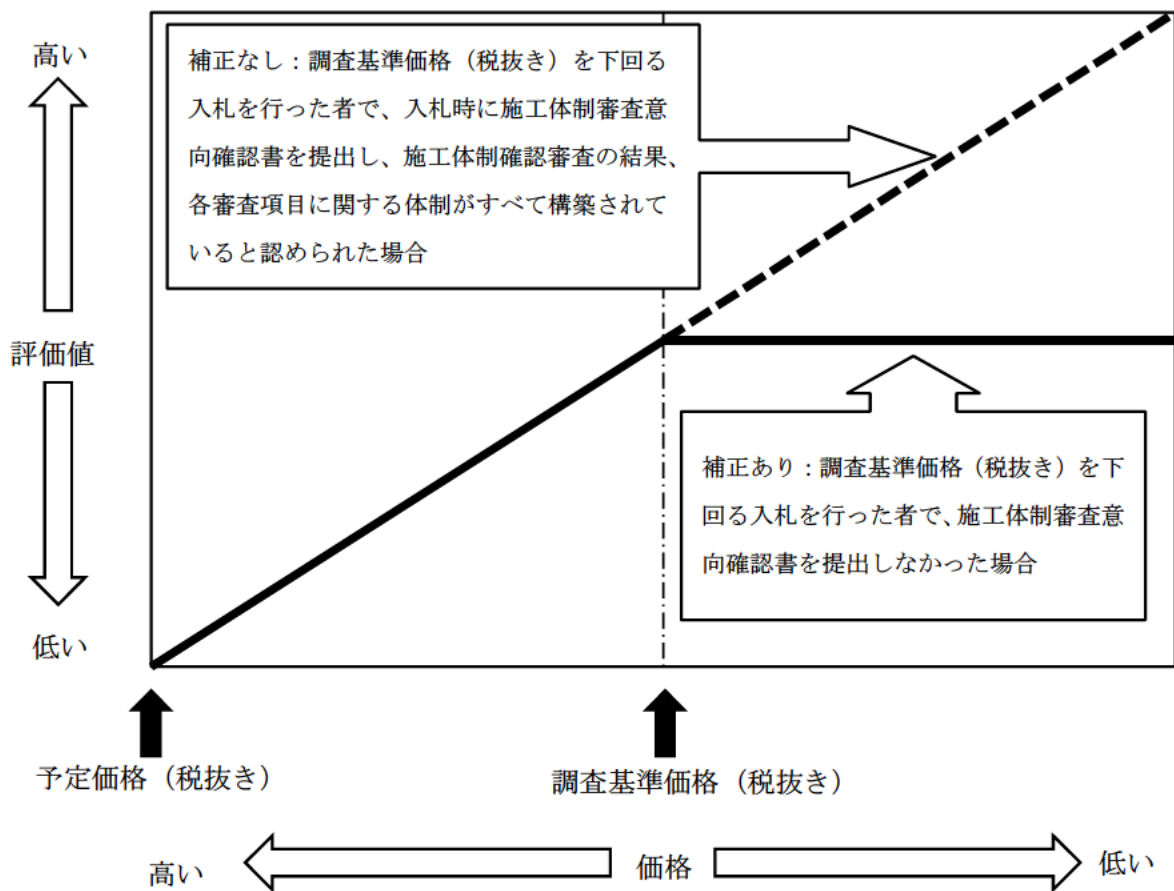 高い
補正なし：調査基準価格（税抜き）を下回る
入札を行った者で、入札時に施工体制審査意
向確認書を提出し、施工体制確認審査の結果、
各審査項目に関する体制がすべて構築されて
いると認められた場合
評価値
補正あり：調査基準価格（税抜き）を下
回る入札を行った者で、施工体制審査意
向確認書を提出しなかった場合
低い
予定価格（税抜き）
調査基準価格（税抜き）
高い
価格
低い